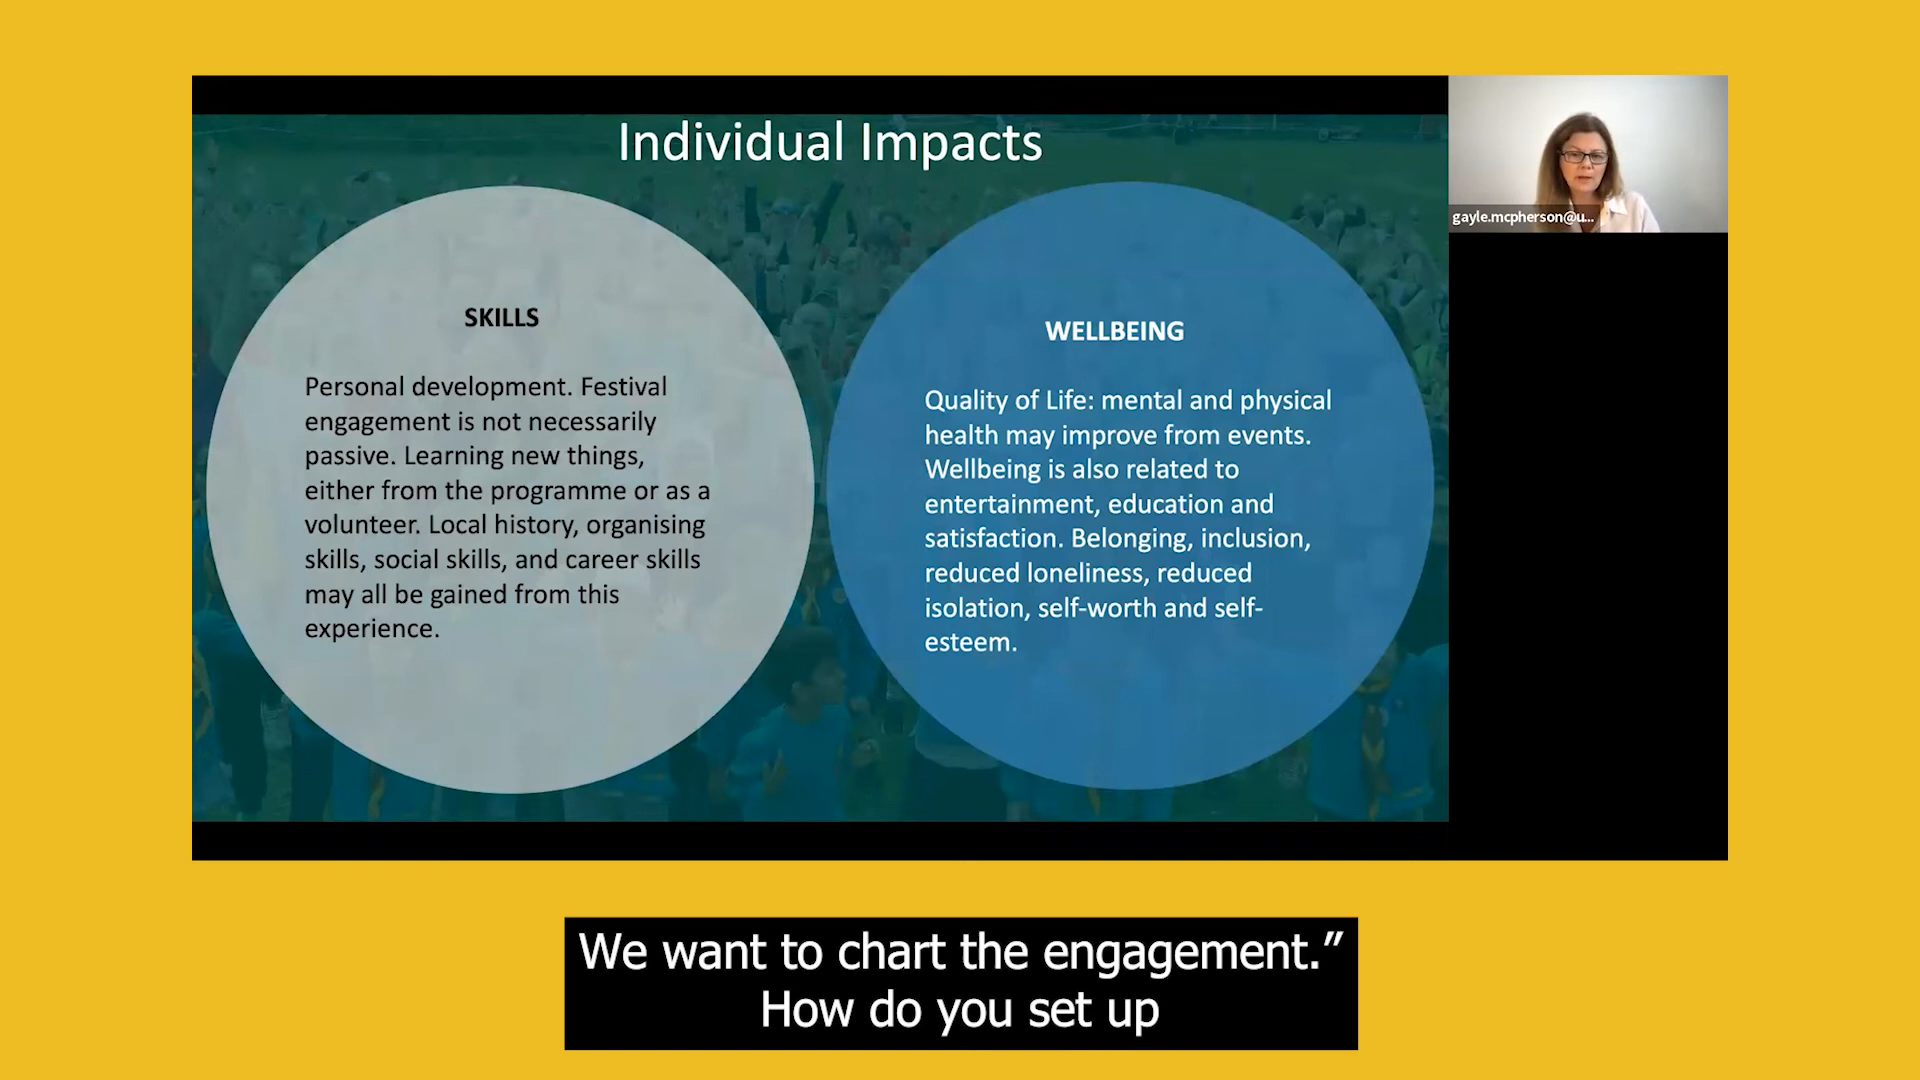 Individual Impacts
SKILLS
Personal development. Festival
engagement is not necessarily
passive. Learning new things,
either from the programme or as a
volunteer. Local history, organising
skills, social skills, and career skills
may all be gained from this
experience.
WELLBEING
Quality of Life: mental and physical
health may improve from events.
Wellbeing is also related to
entertainment, education and
satisfaction. Belonging, inclusion,
reduced loneliness, reduced
isolation, self-worth and self-
esteem.
gayle.mcpherson@u...
We want to chart the engagement.”
How do you set up